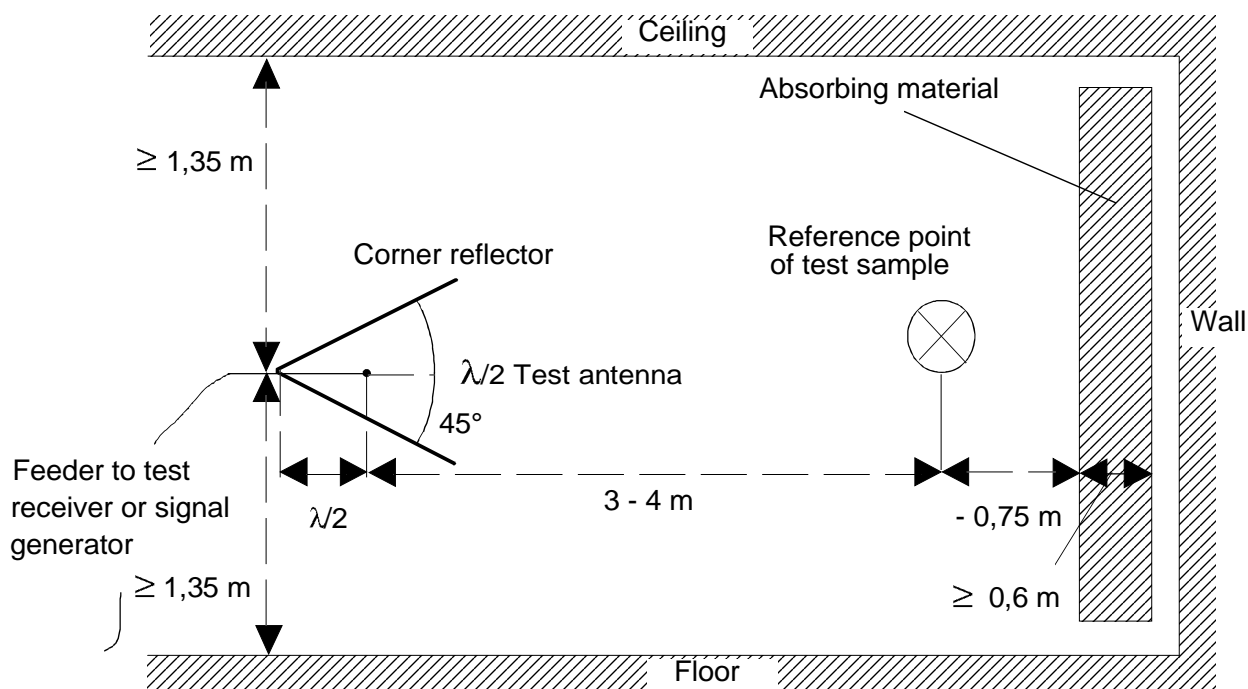 Ceiling
Absorbing material
≥ 1,35 m
Reference point
of test sample
Corner reflector
Wall
λ/2 Test antenna
45°
Feeder to test
receiver or signal
generator
λ/2
3 - 4 m
- 0,75 m
≥ 1,35 m
≥ 0,6 m
Floor